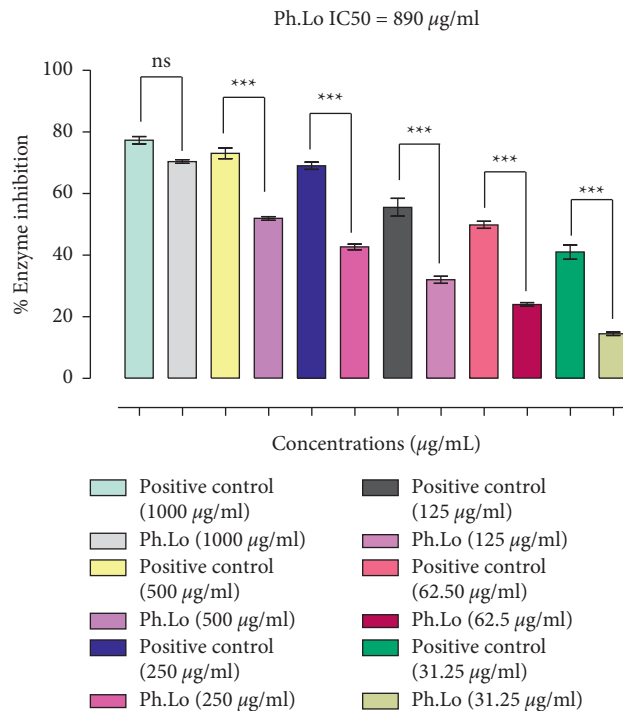 Ph.Lo IC50 = 890 µg/ml
% Enzyme inhibition
100
80
60
40
20
0
ns
***
***
***
***
***
Concentrations (µg/mL)
Positive control
(1000 µg/ml)
Ph.Lo (1000 µg/ml)
Positive control
(500 µg/ml)
Ph.Lo (500 µg/ml)
Positive control
(250 µg/ml)
Ph.Lo (250 µg/ml)
Positive control
(125 µg/ml)
Ph.Lo (125 µg/ml)
Positive control
(62.50 µg/ml)
Ph.Lo (62.5 µg/ml)
Positive control
(31.25 µg/ml)
Ph.Lo (31.25 µg/ml)